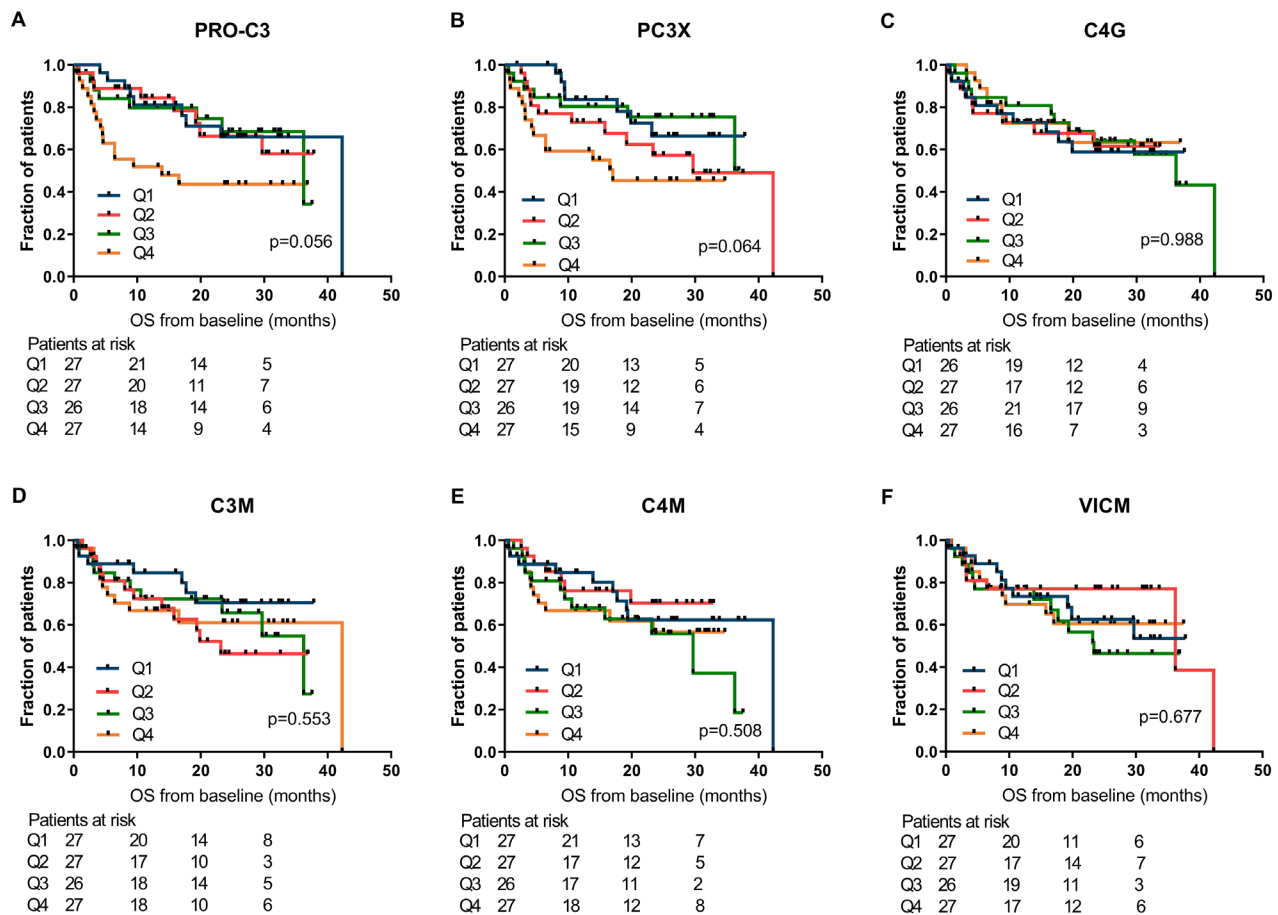 A
PRO-C3
Fraction of patients
1.0
0.8
0.6
0.4
0.2
0.0
Q1
Q2
Q3
Q4
p=0.056
0 10 20 30 40 50
OS from baseline (months)
Patients at risk
Q1 27 21 14 5
Q2 27 20 11 7
Q3 26 18 14 6
Q4 27 14 9 4
B
PC3X
Fraction of patients
1.0
0.8
0.6
0.4
0.2
0.0
Q1
Q2
Q3
Q4
p=0.064
0 10 20 30 40 50
OS from baseline (months)
Patients at risk
Q1 27 20 13 5
Q2 27 19 12 6
Q3 26 19 14 7
Q4 27 15 9 4
C
C4G
Fraction of patients
1.0
0.8
0.6
0.4
0.2
0.0
Q1
Q2
Q3
Q4
p=0.988
0 10 20 30 40 50
OS from baseline (months)
Patients at risk
Q1 26 19 12 4
Q2 27 17 12 6
Q3 26 21 17 9
Q4 27 16 7 3
D
C3M
Fraction of patients
1.0
0.8
0.6
0.4
0.2
0.0
Q1
Q2
Q3
Q4
p=0.553
0 10 20 30 40 50
OS from baseline (months)
Patients at risk
Q1 27 20 14 8
Q2 27 17 10 3
Q3 26 18 14 5
Q4 27 18 10 6
E
C4M
Fraction of patients
1.0
0.8
0.6
0.4
0.2
0.0
Q1
Q2
Q3
Q4
p=0.508
0 10 20 30 40 50
OS from baseline (months)
Patients at risk
Q1 27 21 13 7
Q2 27 17 12 5
Q3 26 17 11 2
Q4 27 18 12 8
F
VICM
Fraction of patients
1.0
0.8
0.6
0.4
0.2
0.0
Q1
Q2
Q3
Q4
p=0.677
0 10 20 30 40 50
OS from baseline (months)
Patients at risk
Q1 27 20 11 6
Q2 27 17 14 7
Q3 26 19 11 3
Q4 27 17 12 6